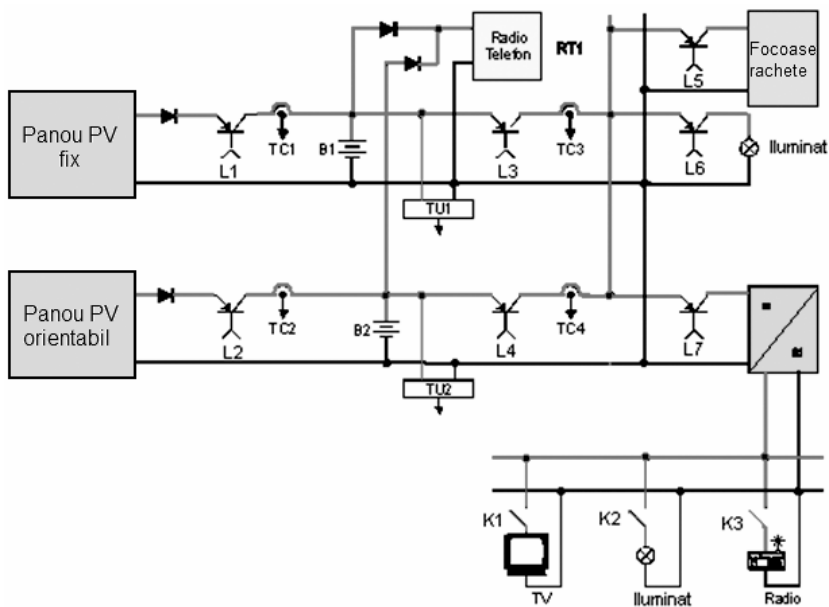 Radio
Telefon
RT1
Focoase
rachete
L5
Panou PV
fix
L1
TC1
B1
L3
TC3
L6
Iluminat
TU1
Panou PV
orientabil
L2
TC2
B2
L4
TC4
L7
TU2
K1
K2
K3
TV
Iluminat
Radio